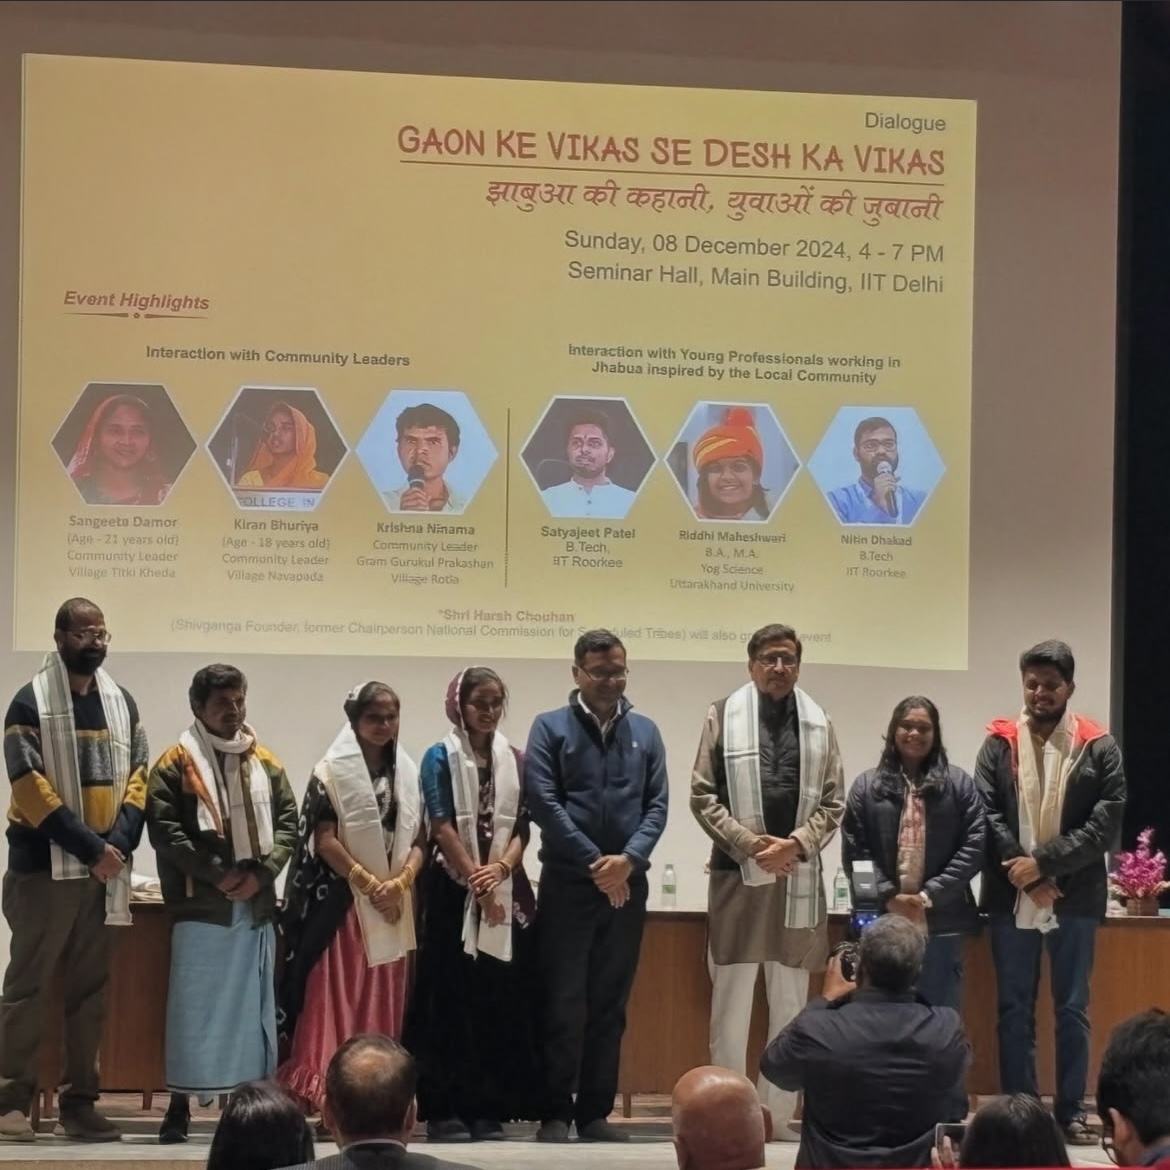 Dialogue
GAON KE VIKAS SE DESH KA VIKAS
झाबुआ की कहानी, युवाओं की जुबानी
Sunday, 08 December 2024, 4 - 7 PM
Seminar Hall, Main Building, IIT Delhi
Event Highlights
Interaction with Community Leaders
COLLEGE, IN
Sangeeta Damor
(Age - 21 years old)
Community Leader
Village Titki Kheda
Kiran Bhuriya
(Age - 18 years old)
Community Leader
Village Navapada
Krishna Ninama
Community Leader
Gram Gurukul Prakashan
Village Rotla
Interaction with Young Professionals working in
Jhabua inspired by the Local Community
Satyajeet Patel
B.Tech,
IIT Roorkee
Riddhi Maheshwari
B.A., M.A.
Yog Science
Uttarakhand University
Nitin Dhakad
B.Tech
IIT Roorkee
*Shri Harsh Chouhan
(Shivganga Founder, former Chairperson National Commission for Scheduled Tribes) will also event